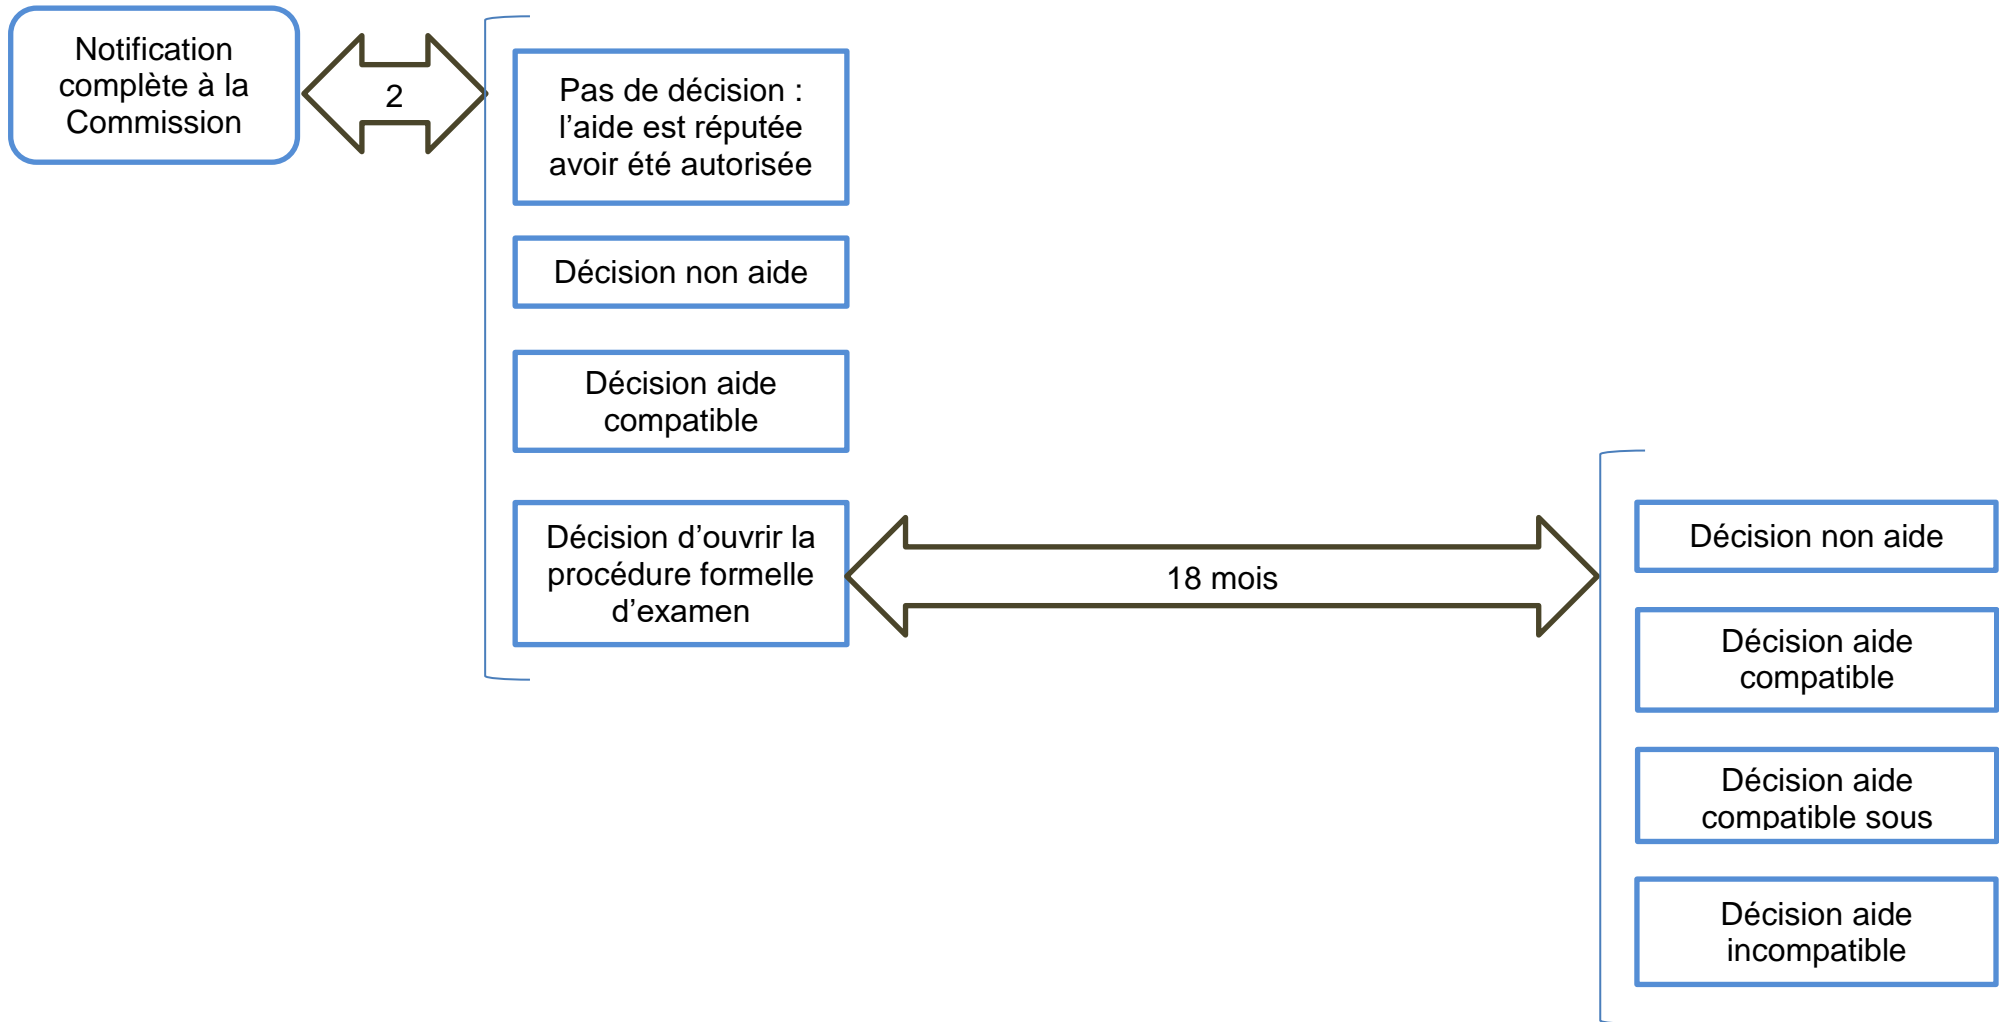 Notification
complète à la
Commission
2
Pas de décision :
l’aide est réputée
avoir été autorisée
Décision non aide
Décision aide
compatible
Décision d’ouvrir la
procédure formelle
d’examen
18 mois
Décision non aide
Décision aide
compatible
Décision aide
compatible sous
Décision aide
incompatible